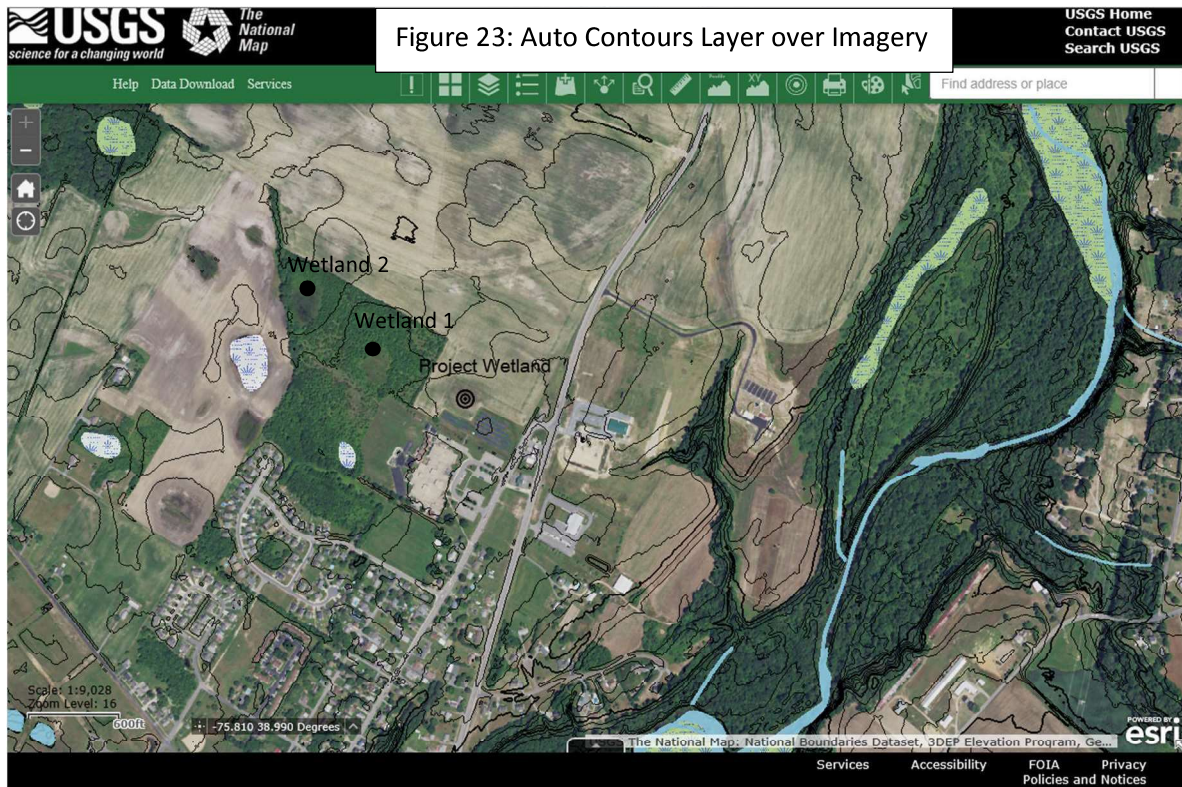 USGS
science for a changing world
The
National
Map
Figure 23: Auto Contours Layer over Imagery
USGS Home
Contact USGS
Search USGS
Help Data Download Services
XY
Find address or place
+
−
Wetland 2
Wetland 1
Project Wetland
Scale: 1:9,028
Zoom Level: 16
600ft
-75.810 38.990 Degrees
The National Map: National Boundaries Dataset, 3DEP Elevation Program, Ge...
POWERED BY
esri
Services Accessibility FOIA Privacy
Policies and Notices